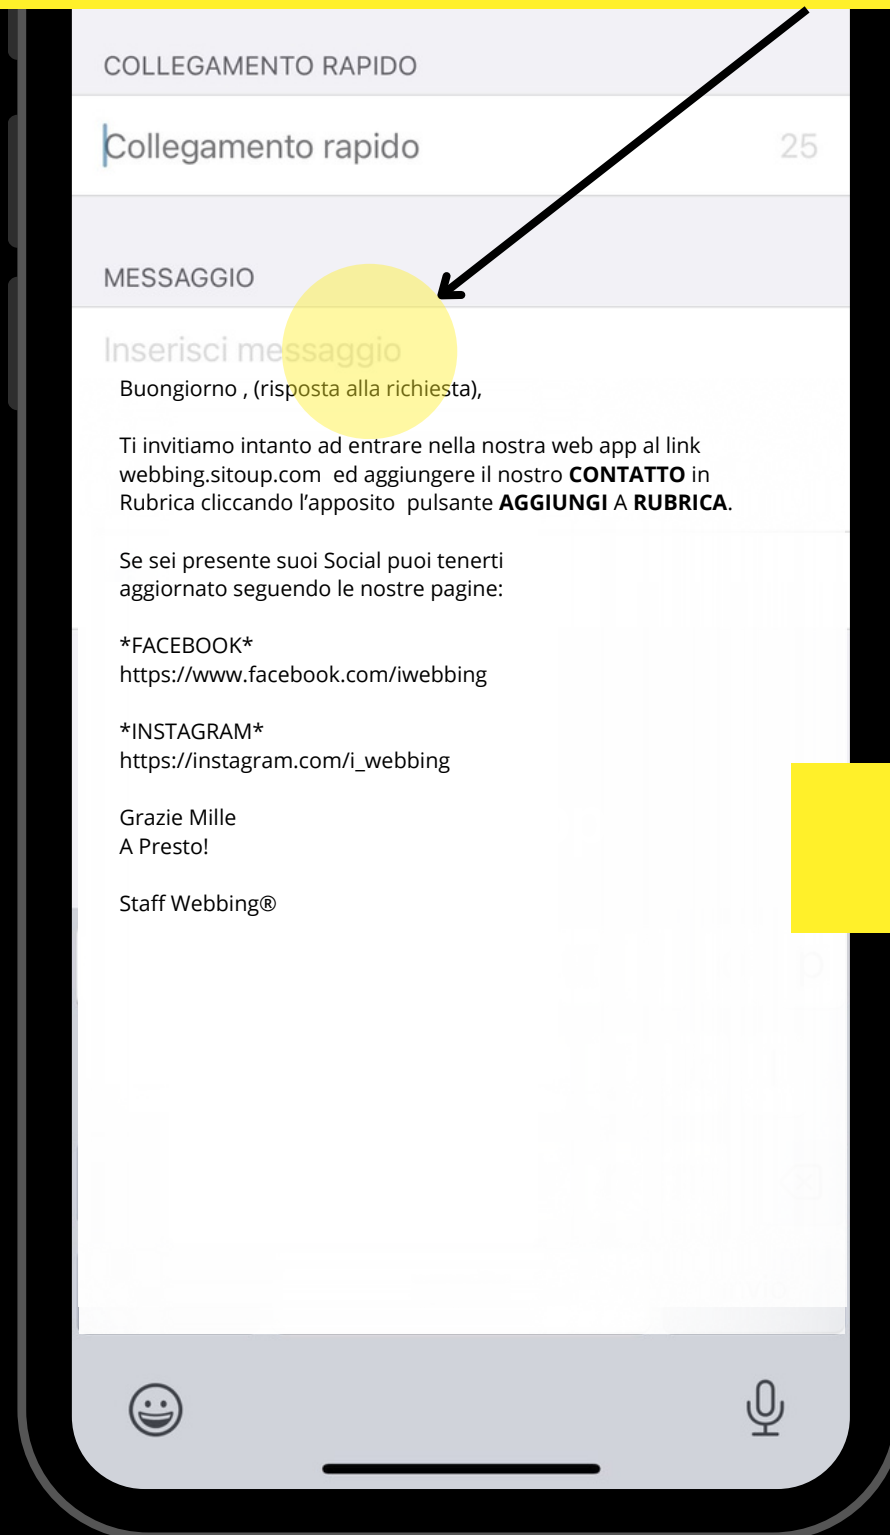 COLLEGAMENTO RAPIDO
Collegamento rapido 25
MESSAGGIO
Inserisci messaggio
Buongiorno , (risposta alla richiesta),
Ti invitiamo intanto ad entrare nella nostra web app al link
webbing.sitoup.com ed aggiungere il nostro CONTATTO in
Rubrica cliccando l’apposito pulsante AGGIUNGI A RUBRICA.
Se sei presente suoi Social puoi tenerti
aggiornato seguendo le nostre pagine:
*FACEBOOK*
https://www.facebook.com/iwebbing
*INSTAGRAM*
https://instagram.com/i_webbing
Grazie Mille
A Presto!
Staff Webbing®